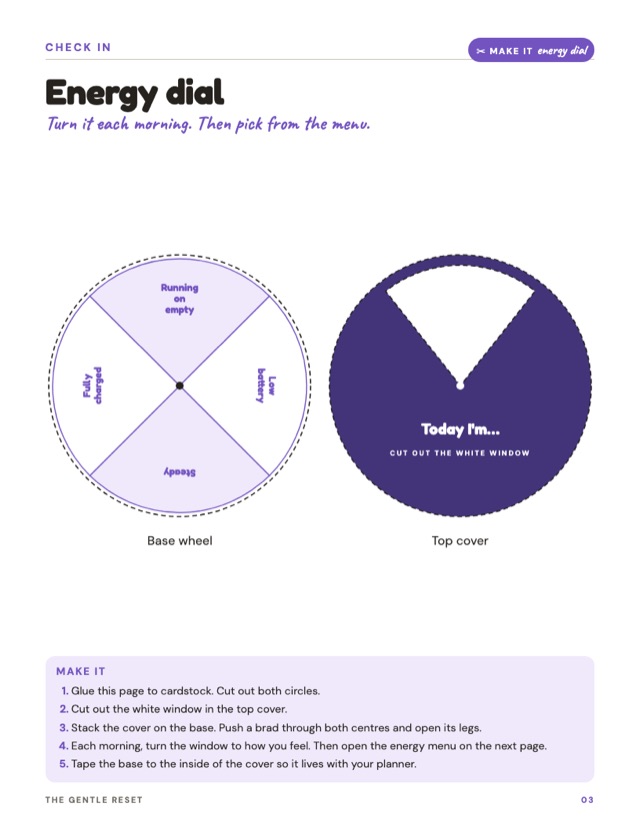 CHECK IN
✂ MAKE IT energy dial
Energy dial
Turn it each morning. Then pick from the menu.
Running
on
empty
Fully
charged
Low
battery
Steady
Today I'm...
CUT OUT THE WHITE WINDOW
Base wheel
Top cover
MAKE IT
1. Glue this page to cardstock. Cut out both circles.
2. Cut out the white window in the top cover.
3. Stack the cover on the base. Push a brad through both centres and open its legs.
4. Each morning, turn the window to how you feel. Then open the energy menu on the next page.
5. Tape the base to the inside of the cover so it lives with your planner.
THE GENTLE RESET
03